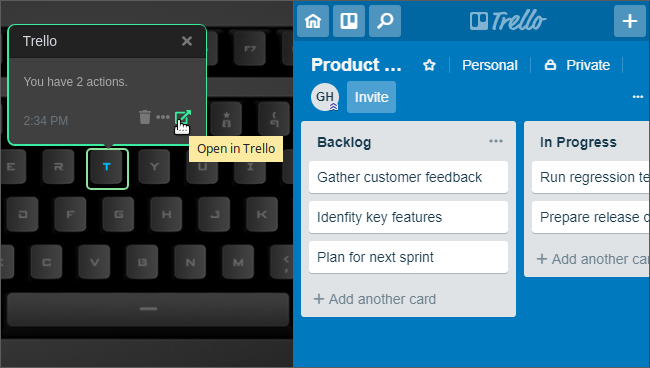 Trello
You have 2 actions.
2:34 PM
Open in Trello
F7
E
R
T
Y
U
I
D
F
G
H
J
C
V
B
N
M
Trello
Product ...
Personal
Private
GH
Invite
Backlog
Gather customer feedback
Idenfity key features
Plan for next sprint
+ Add another card
In Progress
Run regression te
Prepare release
+ Add another ca